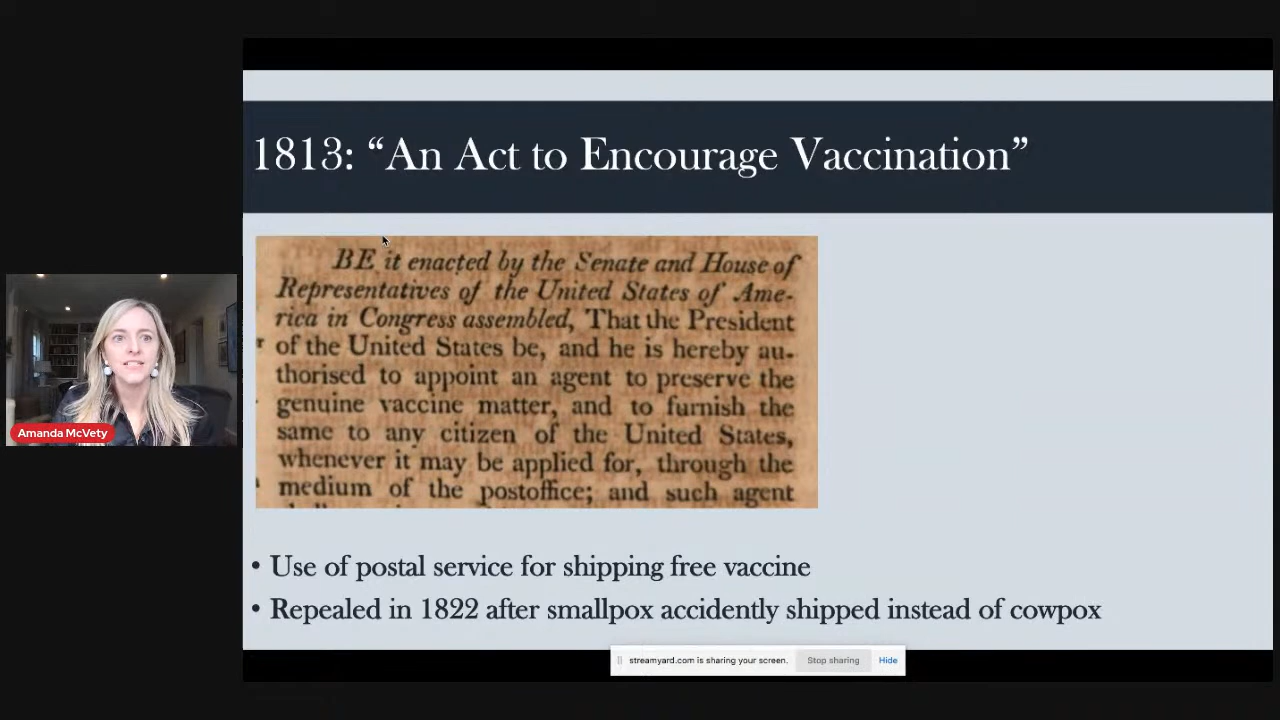 1813: “An Act to Encourage Vaccination”
BE it enacted by the Senate and House of
Representatives of the United States of Ame-
rica in Congress assembled, That the President
of the United States be, and he is hereby au-
thorised to appoint an agent to preserve the
genuine vaccine matter, and to furnish the
same to any citizen of the United States,
whenever it may be applied for, through the
medium of the postoffice; and such agent
• Use of postal service for shipping free vaccine
• Repealed in 1822 after smallpox accidently shipped instead of cowpox
Amanda McVety
streamyard.com is sharing your screen. Stop sharing Hide